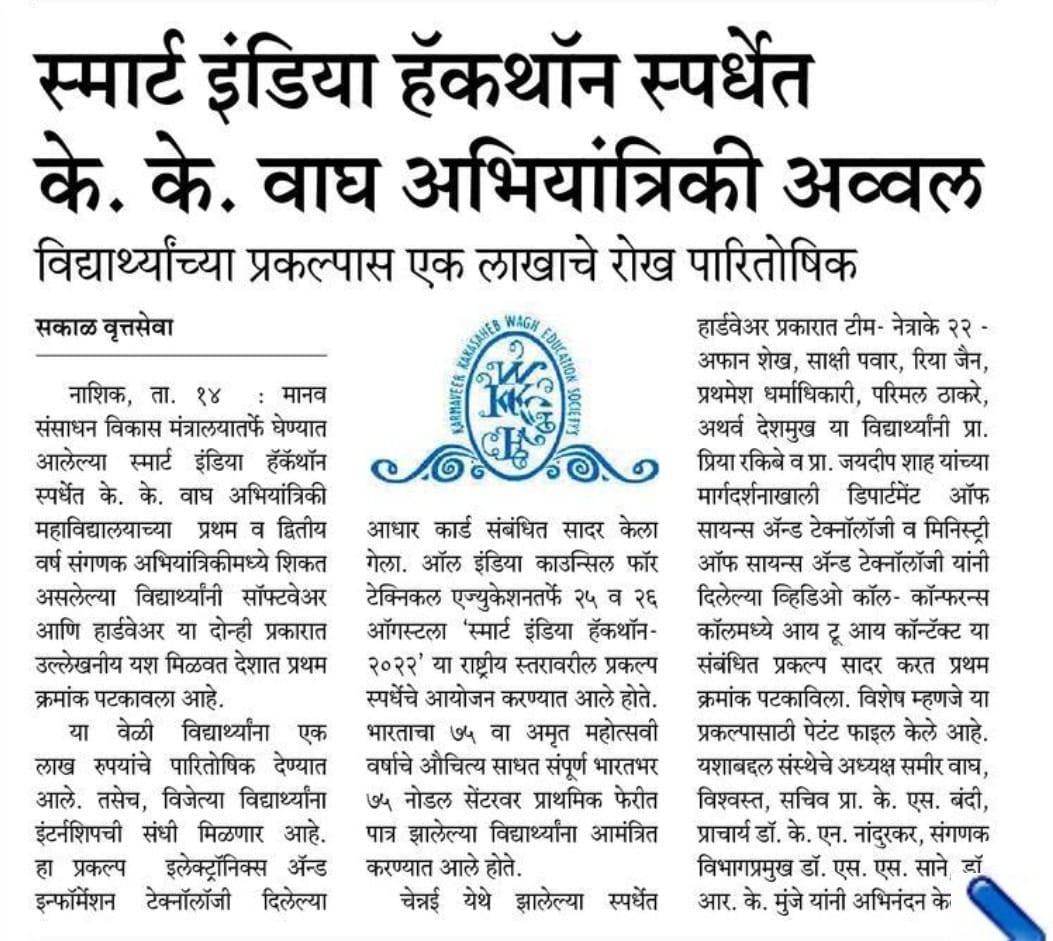 स्मार्ट इंडिया हॅकथॉन स्पर्धेत
के. के. वाघ अभियांत्रिकी अव्वल
विद्यार्थ्यांच्या प्रकल्पास एक लाखाचे रोख पारितोषिक
सकाळ वृत्तसेवा
नाशिक, ता. १४ : मानव
संसाधन विकास मंत्रालयातर्फे घेण्यात
आलेल्या स्मार्ट इंडिया हॅकॅथॉन
स्पर्धेत के. के. वाघ अभियांत्रिकी
महाविद्यालयाच्या प्रथम व द्वितीय
वर्ष संगणक अभियांत्रिकीमध्ये शिकत
असलेल्या विद्यार्थ्यांनी सॉफ्टवेअर
आणि हार्डवेअर या दोन्ही प्रकारात
उल्लेखनीय यश मिळवत देशात प्रथम
क्रमांक पटकावला आहे.
या वेळी विद्यार्थ्यांना एक
लाख रुपयांचे पारितोषिक देण्यात
आले. तसेच, विजेत्या विद्यार्थ्यांना
इंटर्नशिपची संधी मिळणार आहे.
हा प्रकल्प इलेक्ट्रॉनिक्स ॲन्ड
इन्फॉर्मेशन टेक्नॉलॉजी दिलेल्या
KARMAVEER KAKASAHEB WAGH EDUCATION SOCIETY'S
आधार कार्ड संबंधित सादर केला
गेला. ऑल इंडिया काउन्सिल फॉर
टेक्निकल एज्युकेशनतर्फे २५ व २६
ऑगस्टला ‘स्मार्ट इंडिया हॅकथॉन-
२०२२’ या राष्ट्रीय स्तरावरील प्रकल्प
स्पर्धेचे आयोजन करण्यात आले होते.
भारताचा ७५ वा अमृत महोत्सवी
वर्षाचे औचित्य साधत संपूर्ण भारतभर
७५ नोडल सेंटरवर प्राथमिक फेरीत
पात्र झालेल्या विद्यार्थ्यांना आमंत्रित
करण्यात आले होते.
चेन्नई येथे झालेल्या स्पर्धेत
हार्डवेअर प्रकारात टीम- नेत्राके २२ -
अफान शेख, साक्षी पवार, रिया जैन,
प्रथमेश धर्माधिकारी, परिमल ठाकरे,
अथर्व देशमुख या विद्यार्थ्यांनी प्रा.
प्रिया रकिबे व प्रा. जयदीप शाह यांच्या
मार्गदर्शनाखाली डिपार्टमेंट ऑफ
सायन्स ॲन्ड टेक्नॉलॉजी व मिनिस्ट्री
ऑफ सायन्स ॲन्ड टेक्नॉलॉजी यांनी
दिलेल्या व्हिडिओ कॉल- कॉन्फरन्स
कॉलमध्ये आय टू आय कॉन्टॅक्ट या
संबंधित प्रकल्प सादर करत प्रथम
क्रमांक पटकाविला. विशेष म्हणजे या
प्रकल्पासाठी पेटंट फाइल केले आहे.
यशाबद्दल संस्थेचे अध्यक्ष समीर वाघ,
विश्वस्त, सचिव प्रा. के. एस. बंदी,
प्राचार्य डॉ. के. एन. नांदुरकर, संगणक
विभागप्रमुख डॉ. एस. एस. साने, डॉ.
आर. के. मुंजे यांनी अभिनंदन के